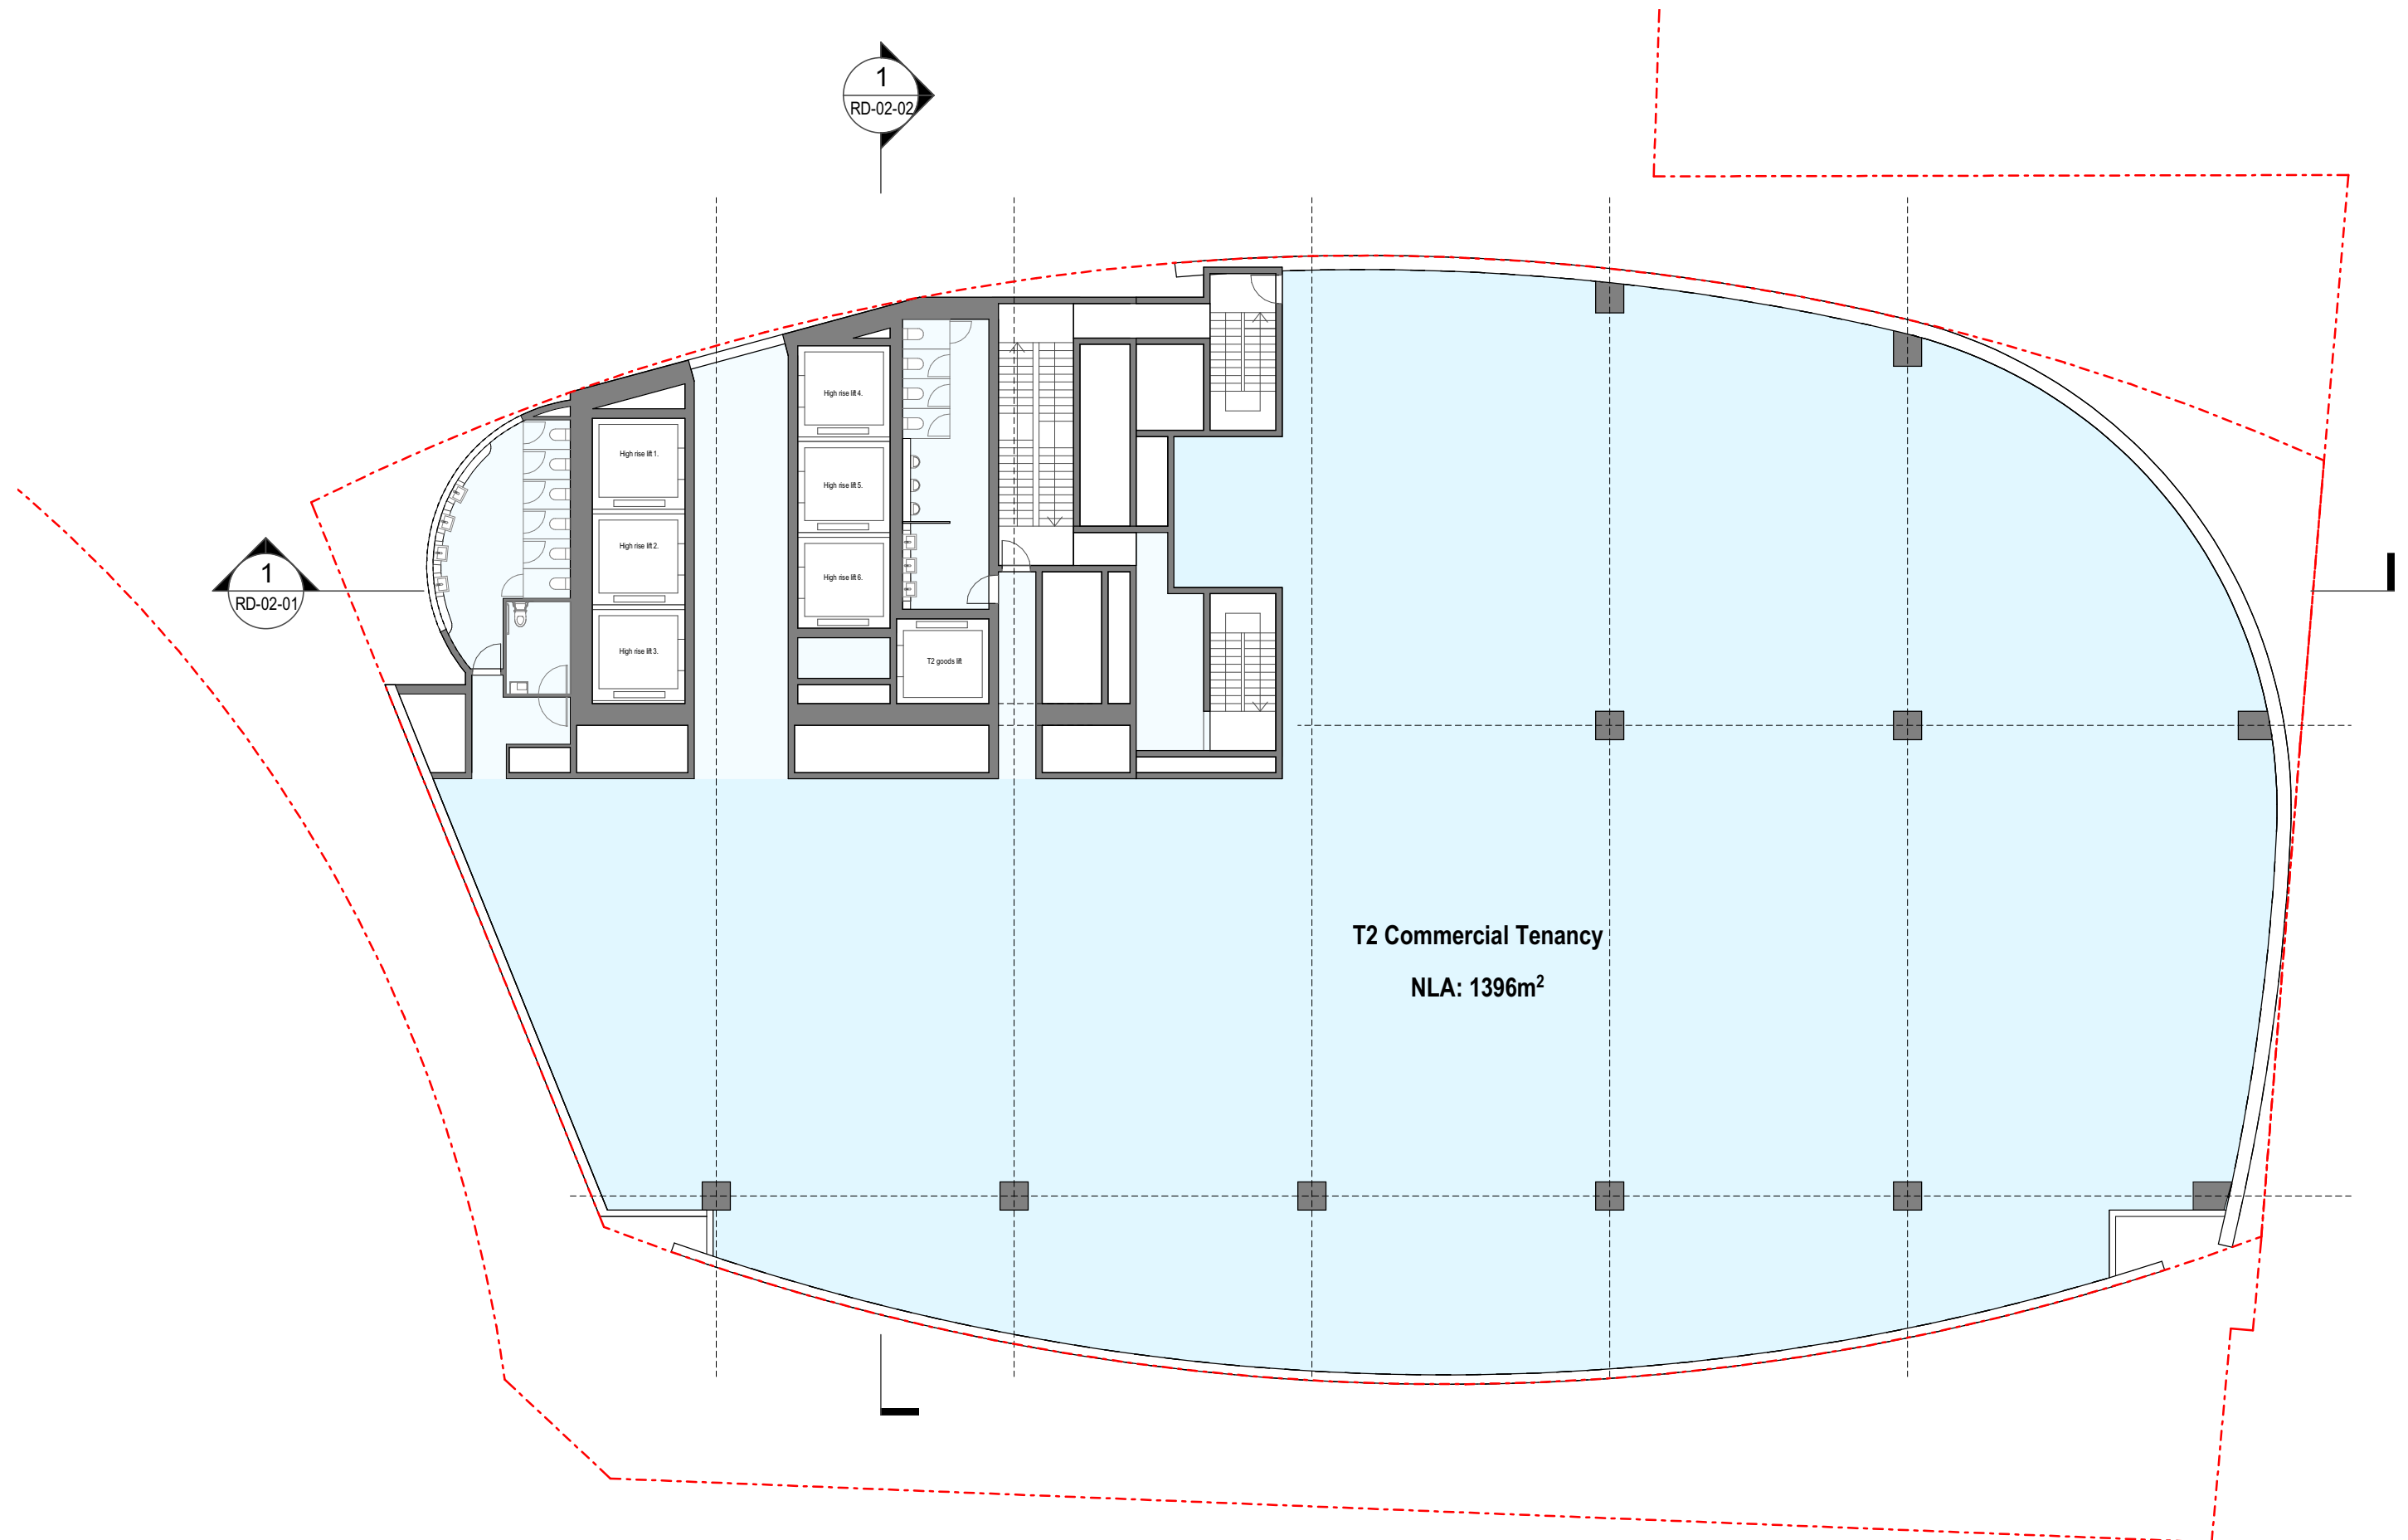 1
RD-02-02
High rise lift 4.
High rise lift 1.
High rise lift 5.
High rise lift 2.
High rise lift 6.
1
RD-02-01
High rise lift 3.
T2 goods lift
T2 Commercial Tenancy
NLA: 1396m²